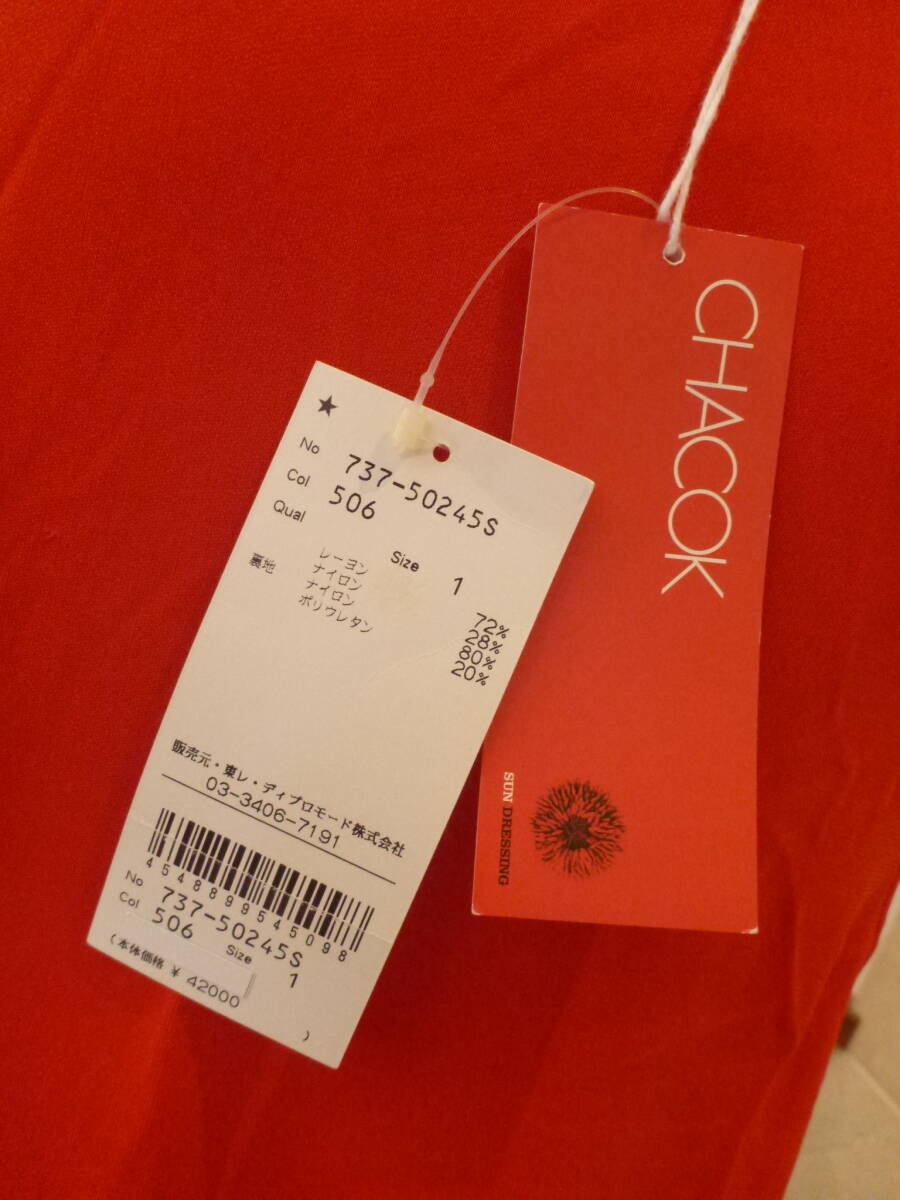 CHACOK
SUN DRESSING
★
No 737-50245S
Col 506
Qual Size 1
レーヨン 72%
ナイロン 28%
裏地 ナイロン 80%
ポリウレタン 20%
販売元・東レ・ディプロモード株式会社
03-3406-7191
4548899545098
No 737-50245S
Col 506 Size 1
(本体価格 ¥ 42000 )